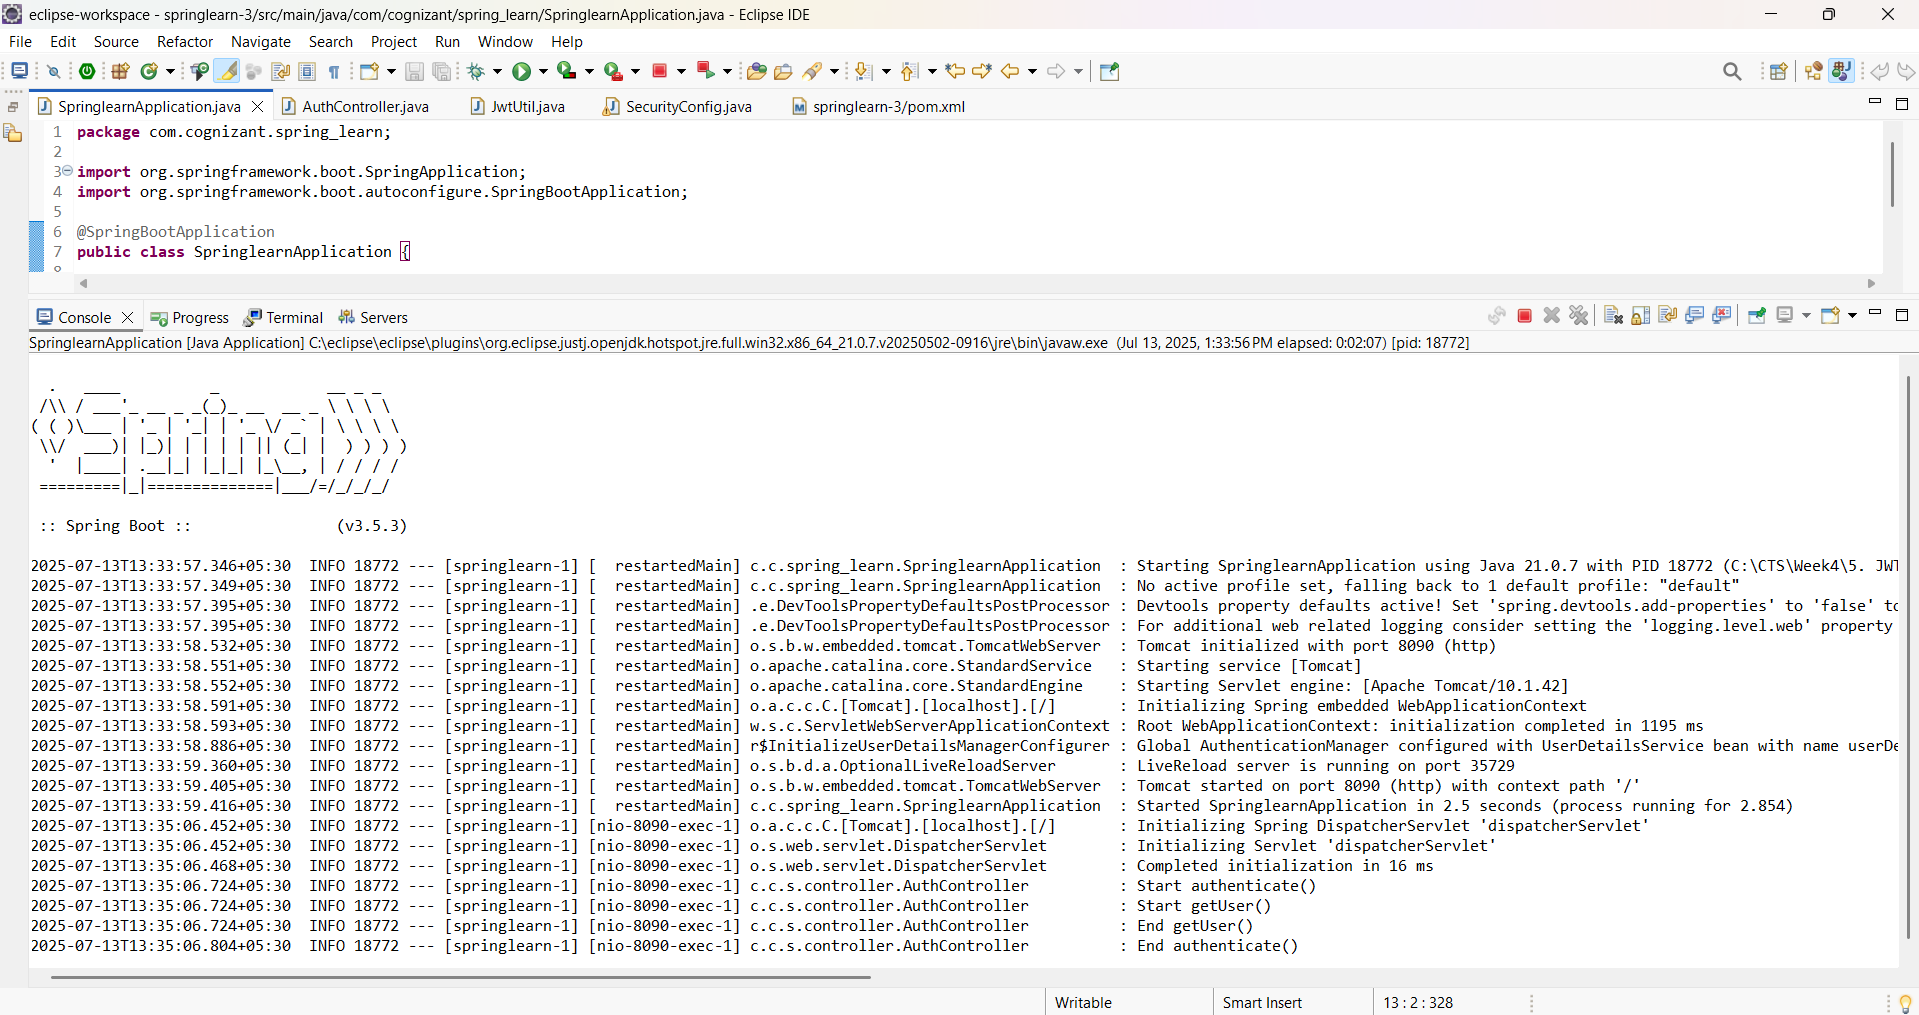 eclipse-workspace - springlearn-3/src/main/java/com/cognizant/spring_learn/SpringlearnApplication.java - Eclipse IDE
File Edit Source Refactor Navigate Search Project Run Window Help
SpringlearnApplication.java AuthController.java JwtUtil.java SecurityConfig.java springlearn-3/pom.xml
1 package com.cognizant.spring_learn;
2
3 import org.springframework.boot.SpringApplication;
4 import org.springframework.boot.autoconfigure.SpringBootApplication;
5
6 @SpringBootApplication
7 public class SpringlearnApplication {
8
Console Progress Terminal Servers
SpringlearnApplication [Java Application] C:\eclipse\eclipse\plugins\org.eclipse.justj.openjdk.hotspot.jre.full.win32.x86_64_21.0.7.v20250502-0916\jre\bin\javaw.exe (Jul 13, 2025, 1:33:56 PM elapsed: 0:02:07) [pid: 18772]
:: Spring Boot :: (v3.5.3)
2025-07-13T13:33:57.346+05:30 INFO 18772 --- [springlearn-1] [ restartedMain] c.c.spring_learn.SpringlearnApplication : Starting SpringlearnApplication using Java 21.0.7 with PID 18772 (C:\CTS\Week4\5. JWT
2025-07-13T13:33:57.349+05:30 INFO 18772 --- [springlearn-1] [ restartedMain] c.c.spring_learn.SpringlearnApplication : No active profile set, falling back to 1 default profile: "default"
2025-07-13T13:33:57.395+05:30 INFO 18772 --- [springlearn-1] [ restartedMain] .e.DevToolsPropertyDefaultsPostProcessor : Devtools property defaults active! Set 'spring.devtools.add-properties' to 'false' to
2025-07-13T13:33:57.395+05:30 INFO 18772 --- [springlearn-1] [ restartedMain] .e.DevToolsPropertyDefaultsPostProcessor : For additional web related logging consider setting the 'logging.level.web' property
2025-07-13T13:33:58.532+05:30 INFO 18772 --- [springlearn-1] [ restartedMain] o.s.b.w.embedded.tomcat.TomcatWebServer : Tomcat initialized with port 8090 (http)
2025-07-13T13:33:58.551+05:30 INFO 18772 --- [springlearn-1] [ restartedMain] o.apache.catalina.core.StandardService : Starting service [Tomcat]
2025-07-13T13:33:58.552+05:30 INFO 18772 --- [springlearn-1] [ restartedMain] o.apache.catalina.core.StandardEngine : Starting Servlet engine: [Apache Tomcat/10.1.42]
2025-07-13T13:33:58.591+05:30 INFO 18772 --- [springlearn-1] [ restartedMain] o.a.c.c.C.[Tomcat].[localhost].[/] : Initializing Spring embedded WebApplicationContext
2025-07-13T13:33:58.593+05:30 INFO 18772 --- [springlearn-1] [ restartedMain] w.s.c.ServletWebServerApplicationContext : Root WebApplicationContext: initialization completed in 1195 ms
2025-07-13T13:33:58.886+05:30 INFO 18772 --- [springlearn-1] [ restartedMain] r$InitializeUserDetailsManagerConfigurer : Global AuthenticationManager configured with UserDetailsService bean with name userDe
2025-07-13T13:33:59.360+05:30 INFO 18772 --- [springlearn-1] [ restartedMain] o.s.b.d.a.OptionalLiveReloadServer : LiveReload server is running on port 35729
2025-07-13T13:33:59.405+05:30 INFO 18772 --- [springlearn-1] [ restartedMain] o.s.b.w.embedded.tomcat.TomcatWebServer : Tomcat started on port 8090 (http) with context path '/'
2025-07-13T13:33:59.416+05:30 INFO 18772 --- [springlearn-1] [ restartedMain] c.c.spring_learn.SpringlearnApplication : Started SpringlearnApplication in 2.5 seconds (process running for 2.854)
2025-07-13T13:35:06.452+05:30 INFO 18772 --- [springlearn-1] [nio-8090-exec-1] o.a.c.c.C.[Tomcat].[localhost].[/] : Initializing Spring DispatcherServlet 'dispatcherServlet'
2025-07-13T13:35:06.452+05:30 INFO 18772 --- [springlearn-1] [nio-8090-exec-1] o.s.web.servlet.DispatcherServlet : Initializing Servlet 'dispatcherServlet'
2025-07-13T13:35:06.468+05:30 INFO 18772 --- [springlearn-1] [nio-8090-exec-1] o.s.web.servlet.DispatcherServlet : Completed initialization in 16 ms
2025-07-13T13:35:06.724+05:30 INFO 18772 --- [springlearn-1] [nio-8090-exec-1] c.c.s.controller.AuthController : Start authenticate()
2025-07-13T13:35:06.724+05:30 INFO 18772 --- [springlearn-1] [nio-8090-exec-1] c.c.s.controller.AuthController : Start getUser()
2025-07-13T13:35:06.724+05:30 INFO 18772 --- [springlearn-1] [nio-8090-exec-1] c.c.s.controller.AuthController : End getUser()
2025-07-13T13:35:06.804+05:30 INFO 18772 --- [springlearn-1] [nio-8090-exec-1] c.c.s.controller.AuthController : End authenticate()
Writable Smart Insert 13 : 2 : 328